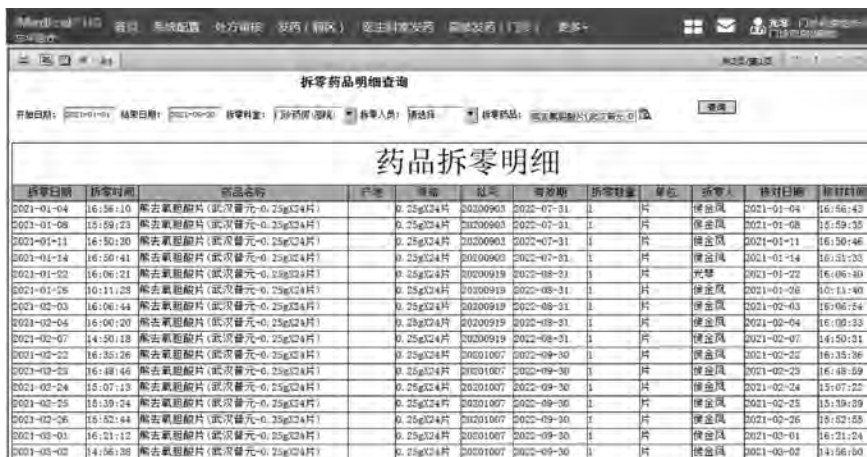 首页 系统配置 处方审核 发药（病区） 更多
拆零药品明细查询
开始日期： 2021-01-01 结束日期： 拆零科室： 拆零人员： 请选择 拆零药品： 查询
药品拆零明细
拆零日期 拆零时间 药品名称 产地 规格 批号 有效期 拆零数量 单位 拆零人 核对日期 核对时间
2021-01-04 16:56:10 熊去氧胆酸片(武汉普元-0.25gX24片) 0.25gX24片 20200903 2022-07-31 1 片 侯金凤 2021-01-04 16:56:43
2021-01-08 15:59:23 熊去氧胆酸片(武汉普元-0.25gX24片) 0.25gX24片 20200903 2022-07-31 1 片 侯金凤 2021-01-08 15:59:35
2021-01-11 16:50:30 熊去氧胆酸片(武汉普元-0.25gX24片) 0.25gX24片 20200903 2022-07-31 1 片 侯金凤 2021-01-11 16:50:46
2021-01-14 16:50:41 熊去氧胆酸片(武汉普元-0.25gX24片) 0.25gX24片 20200903 2022-07-31 1 片 侯金凤 2021-01-14 16:51:33
2021-01-22 16:06:21 熊去氧胆酸片(武汉普元-0.25gX24片) 0.25gX24片 20200919 2022-08-31 1 片 2021-01-22 16:06:40
2021-01-26 10:11:28 熊去氧胆酸片(武汉普元-0.25gX24片) 0.25gX24片 20200919 2022-08-31 1 片 侯金凤 2021-01-26 10:11:40
2021-02-03 16:06:44 熊去氧胆酸片(武汉普元-0.25gX24片) 0.25gX24片 20200919 2022-08-31 1 片 侯金凤 2021-02-03 16:06:54
2021-02-04 16:00:20 熊去氧胆酸片(武汉普元-0.25gX24片) 0.25gX24片 20200919 2022-08-31 1 片 侯金凤 2021-02-04 16:00:33
2021-02-07 14:50:18 熊去氧胆酸片(武汉普元-0.25gX24片) 0.25gX24片 20200919 2022-08-31 1 片 侯金凤 2021-02-07 14:50:31
2021-02-22 16:35:26 熊去氧胆酸片(武汉普元-0.25gX24片) 0.25gX24片 20201007 2022-09-30 1 片 侯金凤 2021-02-22 16:35:36
2021-02-23 16:48:46 熊去氧胆酸片(武汉普元-0.25gX24片) 0.25gX24片 20201007 2022-09-30 1 片 侯金凤 2021-02-23 16:48:59
2021-02-24 15:07:13 熊去氧胆酸片(武汉普元-0.25gX24片) 0.25gX24片 20201007 2022-09-30 1 片 侯金凤 2021-02-24 15:07:22
2021-02-25 15:39:24 熊去氧胆酸片(武汉普元-0.25gX24片) 0.25gX24片 20201007 2022-09-30 1 片 侯金凤 2021-02-25 15:39:39
2021-02-26 15:52:44 熊去氧胆酸片(武汉普元-0.25gX24片) 0.25gX24片 20201007 2022-09-30 1 片 侯金凤 2021-02-26 15:52:55
2021-03-01 16:21:12 熊去氧胆酸片(武汉普元-0.25gX24片) 0.25gX24片 20201007 2022-09-30 1 片 侯金凤 2021-03-01 16:21:24
2021-03-02 14:56:38 熊去氧胆酸片(武汉普元-0.25gX24片) 0.25gX24片 20201007 2022-09-30 1 片 侯金凤 2021-03-02